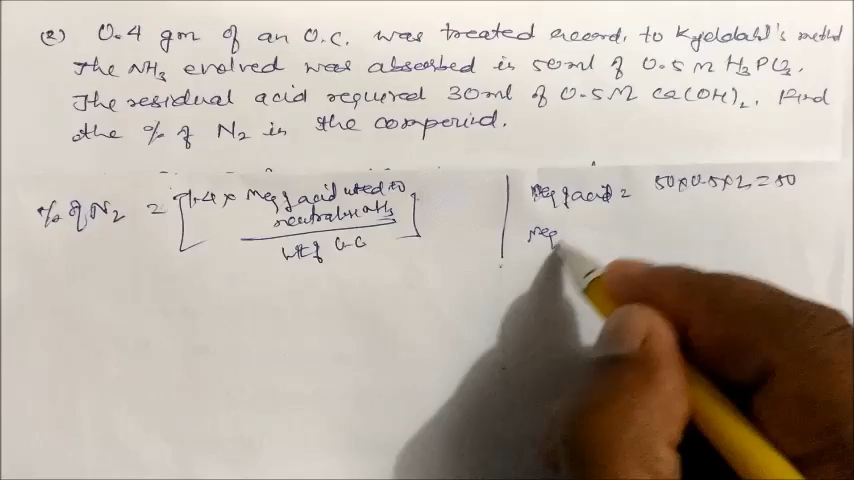 (2) 0.4 gm of an O.C. was treated accord. to Kjeldahl's method
The NH3 evolved was absorbed in 50ml of 0.5 M H3PO3.
The residual acid required 30ml of 0.5M Ca(OH)2. Find
the % of N2 in the compound.
% of N2 = [1.4 x Meq of acid used to neutralise NH3 / wt of O.C]
Meq of acid = 50x0.5x2 = 50
Meq